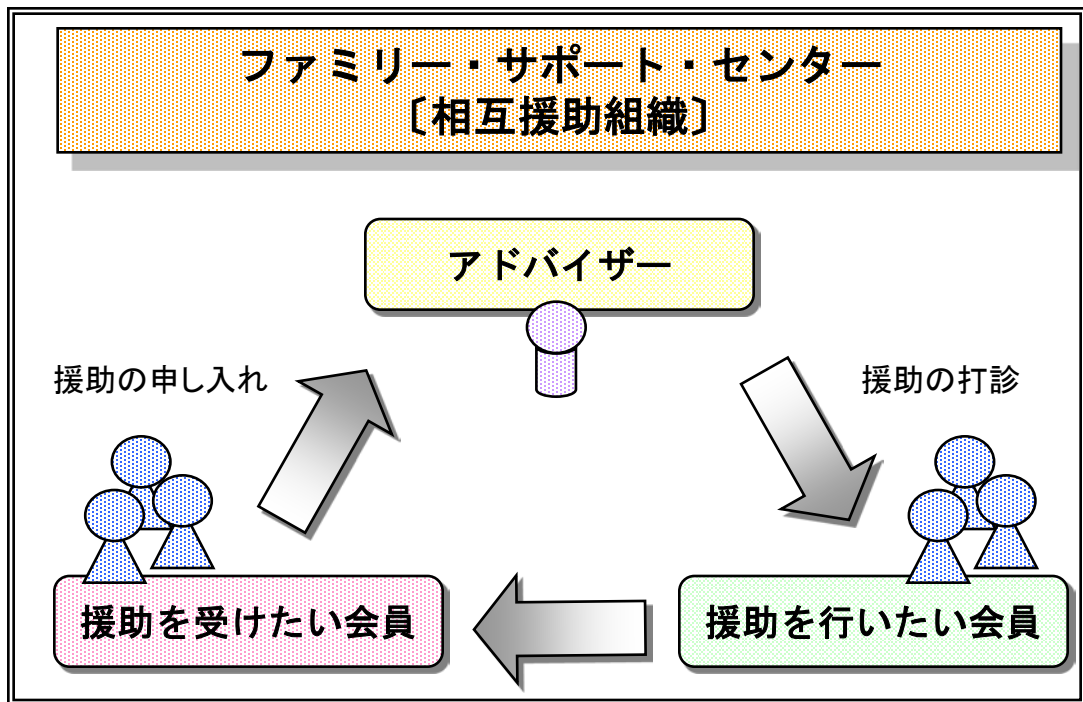 ファミリー・サポート・センター
〔相互援助組織〕
アドバイザー
援助の申し入れ
援助の打診
援助を受けたい会員
援助を行いたい会員